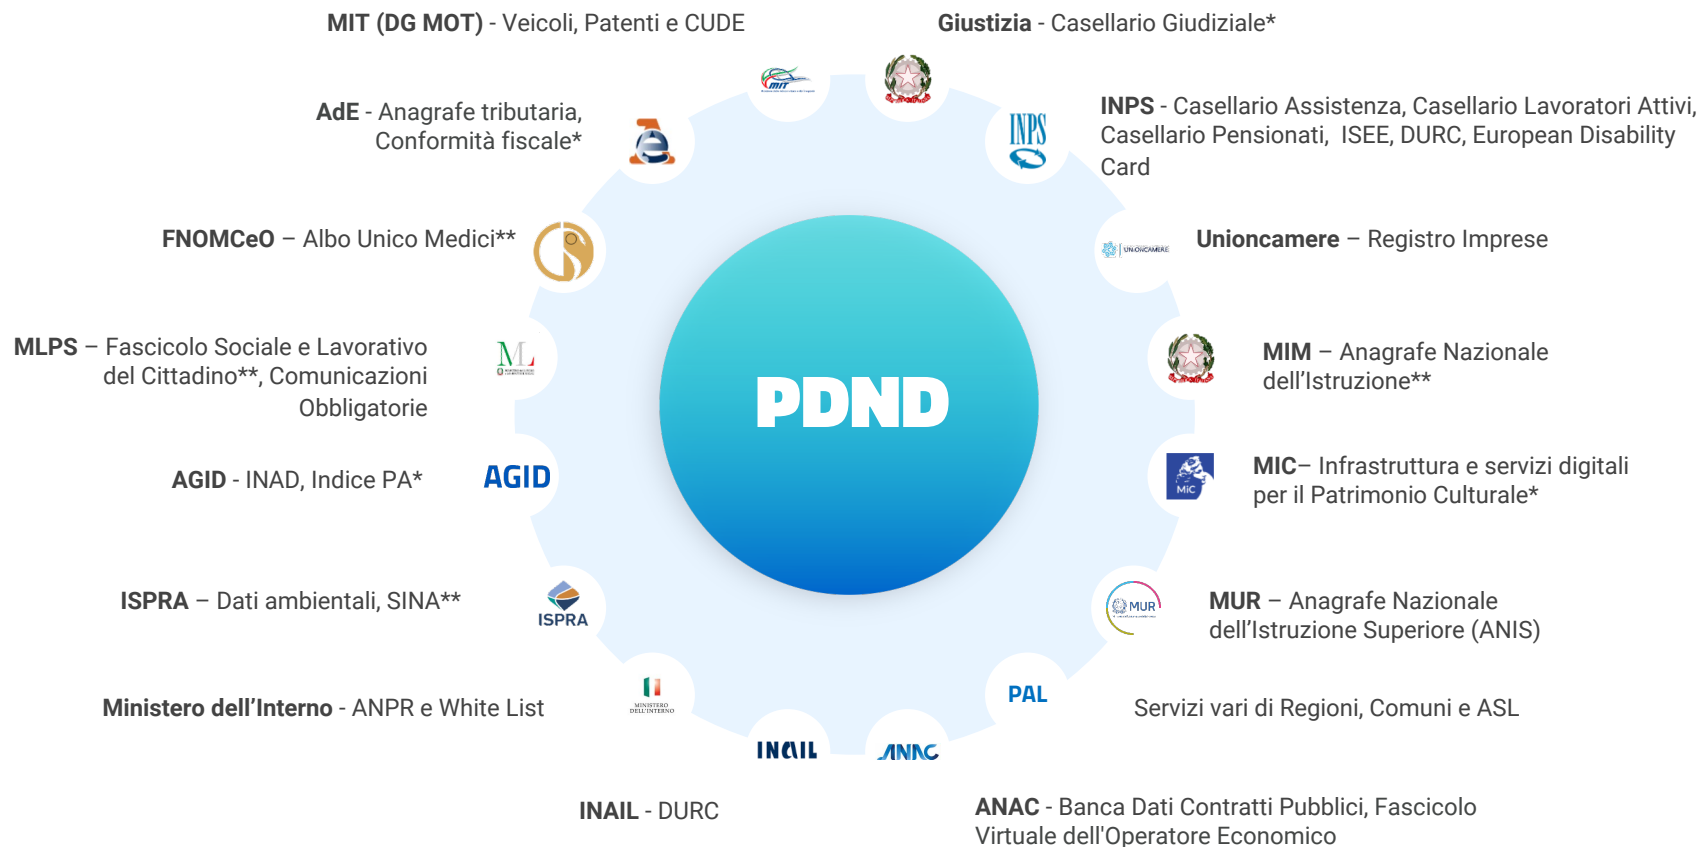 MIT (DG MOT) - Veicoli, Patenti e CUDE
Giustizia - Casellario Giudiziale*
AdE - Anagrafe tributaria,
Conformità fiscale*
INPS - Casellario Assistenza, Casellario Lavoratori Attivi,
Casellario Pensionati, ISEE, DURC, European Disability
Card
mit
INPS
FNOMCeO – Albo Unico Medici**
UNIONCAMERE
Unioncamere – Registro Imprese
MLPS – Fascicolo Sociale e Lavorativo
del Cittadino**, Comunicazioni
Obbligatorie
ML
MIM – Anagrafe Nazionale
dell'Istruzione**
PDND
AGID - INAD, Indice PA*
AGID
MiC
MIC– Infrastruttura e servizi digitali
per il Patrimonio Culturale*
ISPRA – Dati ambientali, SINA**
ISPRA
MUR
MUR – Anagrafe Nazionale
dell'Istruzione Superiore (ANIS)
Ministero dell'Interno - ANPR e White List
MINISTERO
DELL'INTERNO
PAL
Servizi vari di Regioni, Comuni e ASL
INAIL
ANAC
INAIL - DURC
ANAC - Banca Dati Contratti Pubblici, Fascicolo
Virtuale dell'Operatore Economico